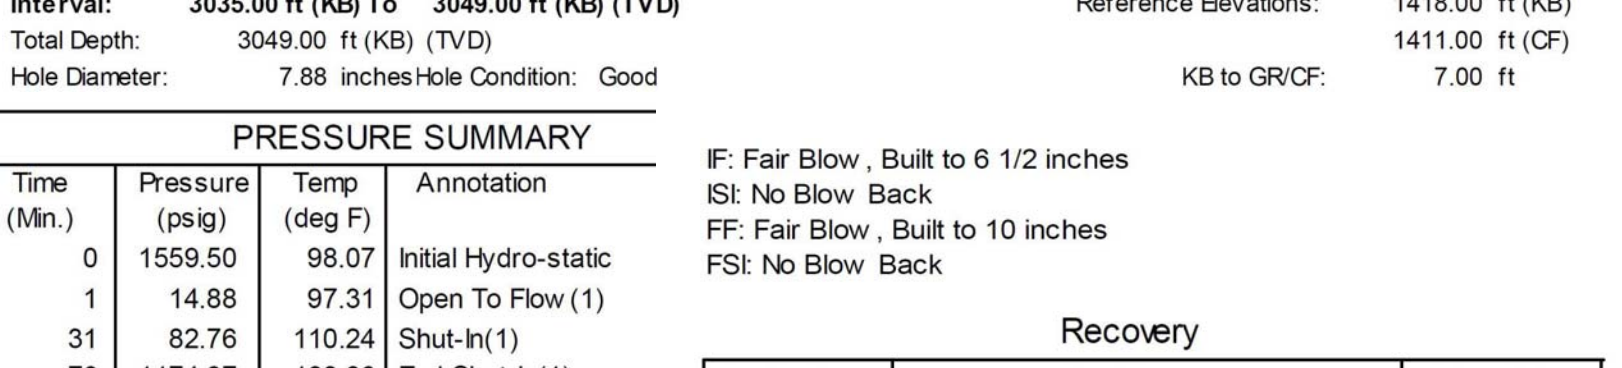 Interval: 3035.00 ft (KB) To 3049.00 ft (KB) (TVD)
Total Depth: 3049.00 ft (KB) (TVD)
Hole Diameter: 7.88 inches Hole Condition: Good
Reference Elevations: 1418.00 ft (KB)
1411.00 ft (CF)
KB to GR/CF: 7.00 ft
PRESSURE SUMMARY
Time Pressure Temp Annotation
(Min.) (psig) (deg F)
0 1559.50 98.07 Initial Hydro-static
1 14.88 97.31 Open To Flow (1)
31 82.76 110.24 Shut-In(1)
IF: Fair Blow , Built to 6 1/2 inches
ISI: No Blow Back
FF: Fair Blow , Built to 10 inches
FSI: No Blow Back
Recovery